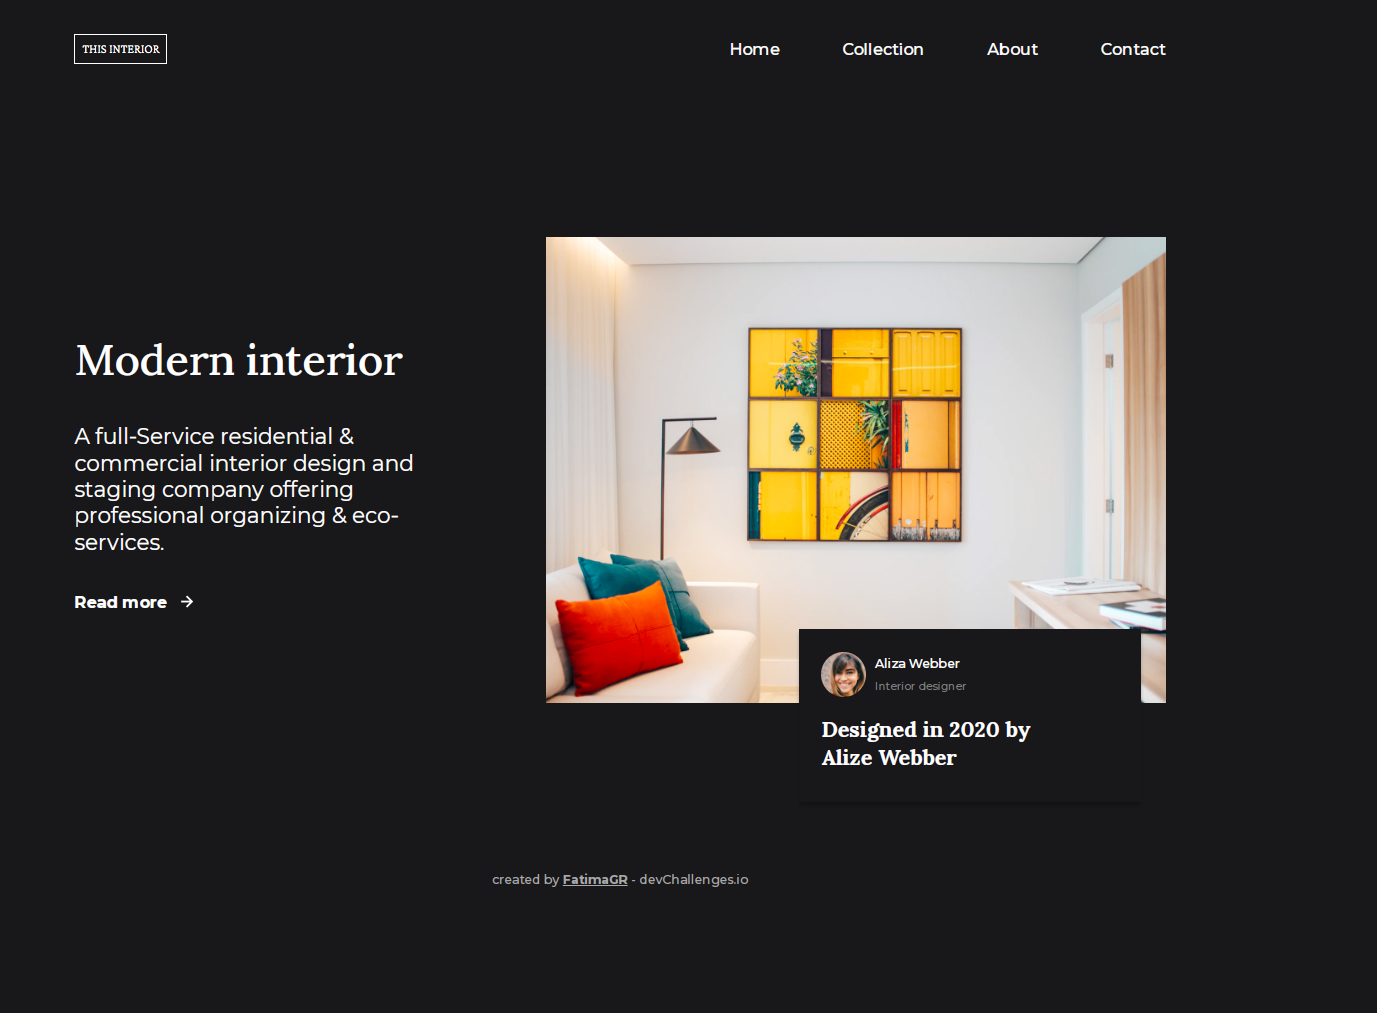 THIS INTERIOR
Home Collection About Contact
Modern interior
A full-Service residential &
commercial interior design and
staging company offering
professional organizing & eco-
services.
Read more
Aliza Webber
Interior designer
Designed in 2020 by
Alize Webber
created by FatimaGR - devChallenges.io